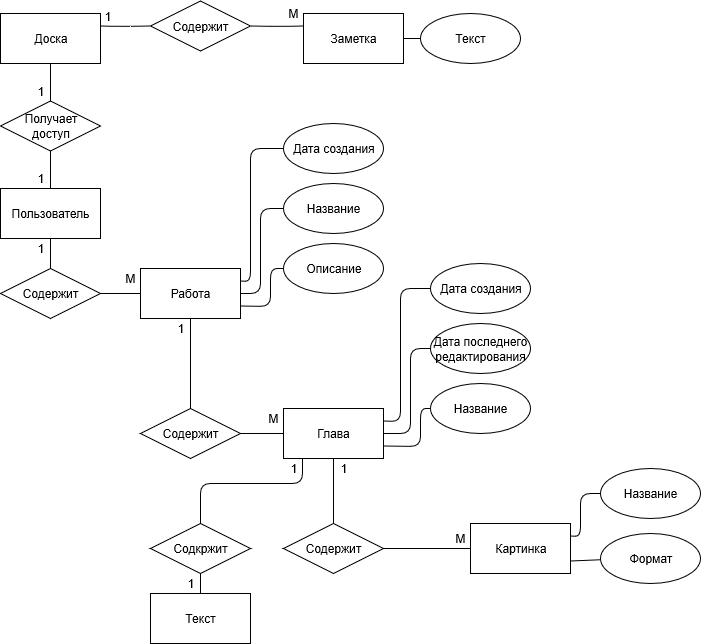 1
М
Доска
Содержит
Заметка
Текст
1
Получает
доступ
1
Дата создания
Пользователь
Название
1
Описание
М
Содержит
Работа
Дата создания
1
Дата последнего
редактирования
Название
М
Содержит
Глава
1
1
Название
М
Содкржит
Содержит
Картинка
Формат
1
Текст